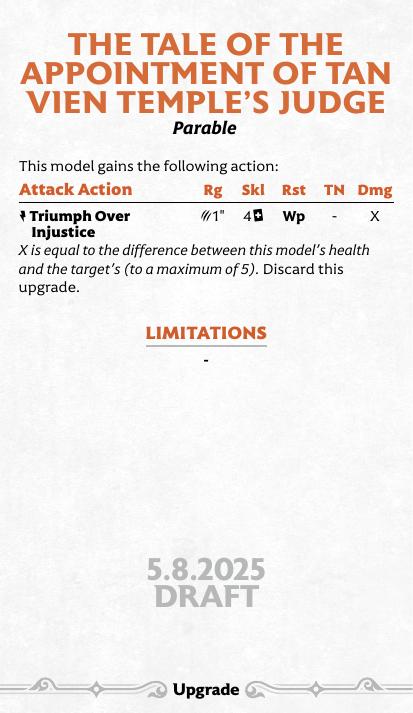 THE TALE OF THE
APPOINTMENT OF TAN
VIEN TEMPLE'S JUDGE
Parable
This model gains the following action:
Attack Action Rg Skl Rst TN Dmg
Triumph Over 1" 4 Wp - X
Injustice
X is equal to the difference between this model's health
and the target's (to a maximum of 5). Discard this
upgrade.
LIMITATIONS
-
5.8.2025
DRAFT
Upgrade